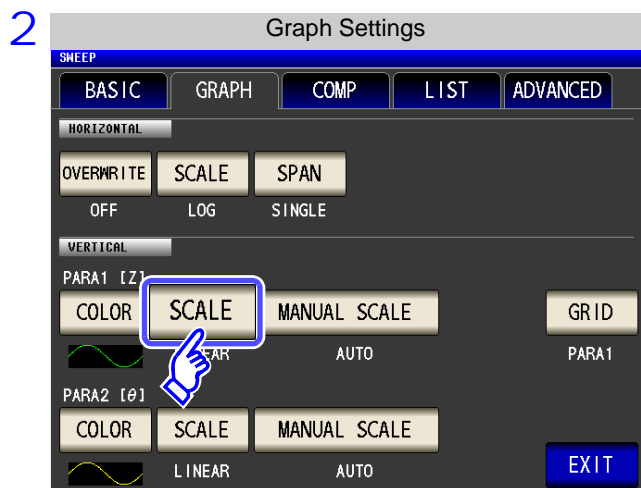 2
Graph Settings
SWEEP
BASIC GRAPH COMP LIST ADVANCED
HORIZONTAL
OVERWRITE SCALE SPAN
OFF LOG SINGLE
VERTICAL
PARA1 [Z]
COLOR SCALE MANUAL SCALE GRID
AUTO PARA1
PARA2 [θ]
COLOR SCALE MANUAL SCALE
LINEAR AUTO EXIT